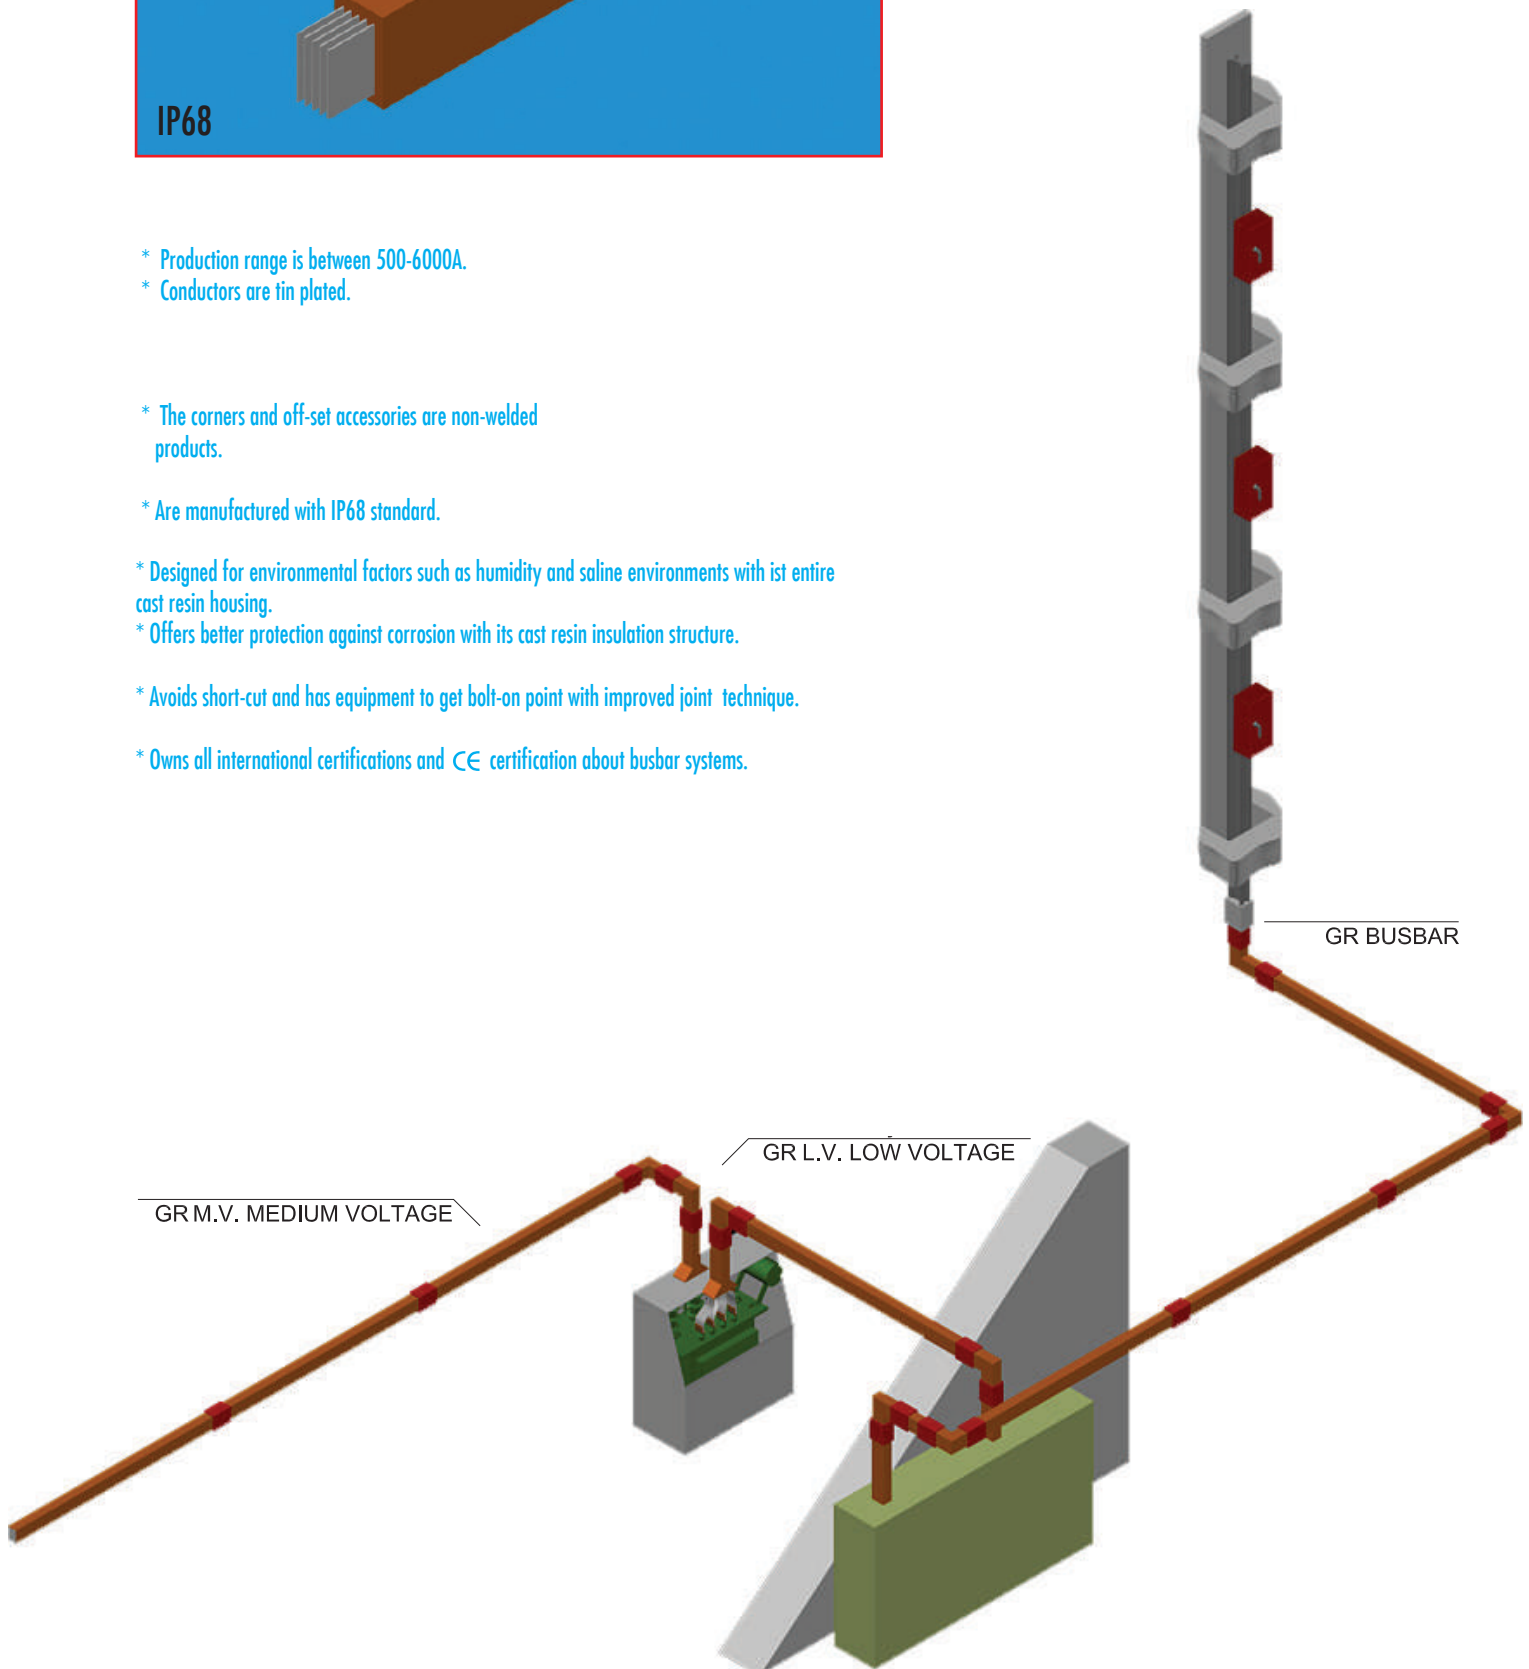 IP68
* Production range is between 500-6000A.
* Conductors are tin plated.
* The corners and off-set accessories are non-welded
products.
* Are manufactured with IP68 standard.
* Designed for environmental factors such as humidity and saline environments with ist entire
cast resin housing.
* Offers better protection against corrosion with its cast resin insulation structure.
* Avoids short-cut and has equipment to get bolt-on point with improved joint technique.
* Owns all international certifications and CE certification about busbar systems.
GR BUSBAR
GR L.V. LOW VOLTAGE
GR M.V. MEDIUM VOLTAGE